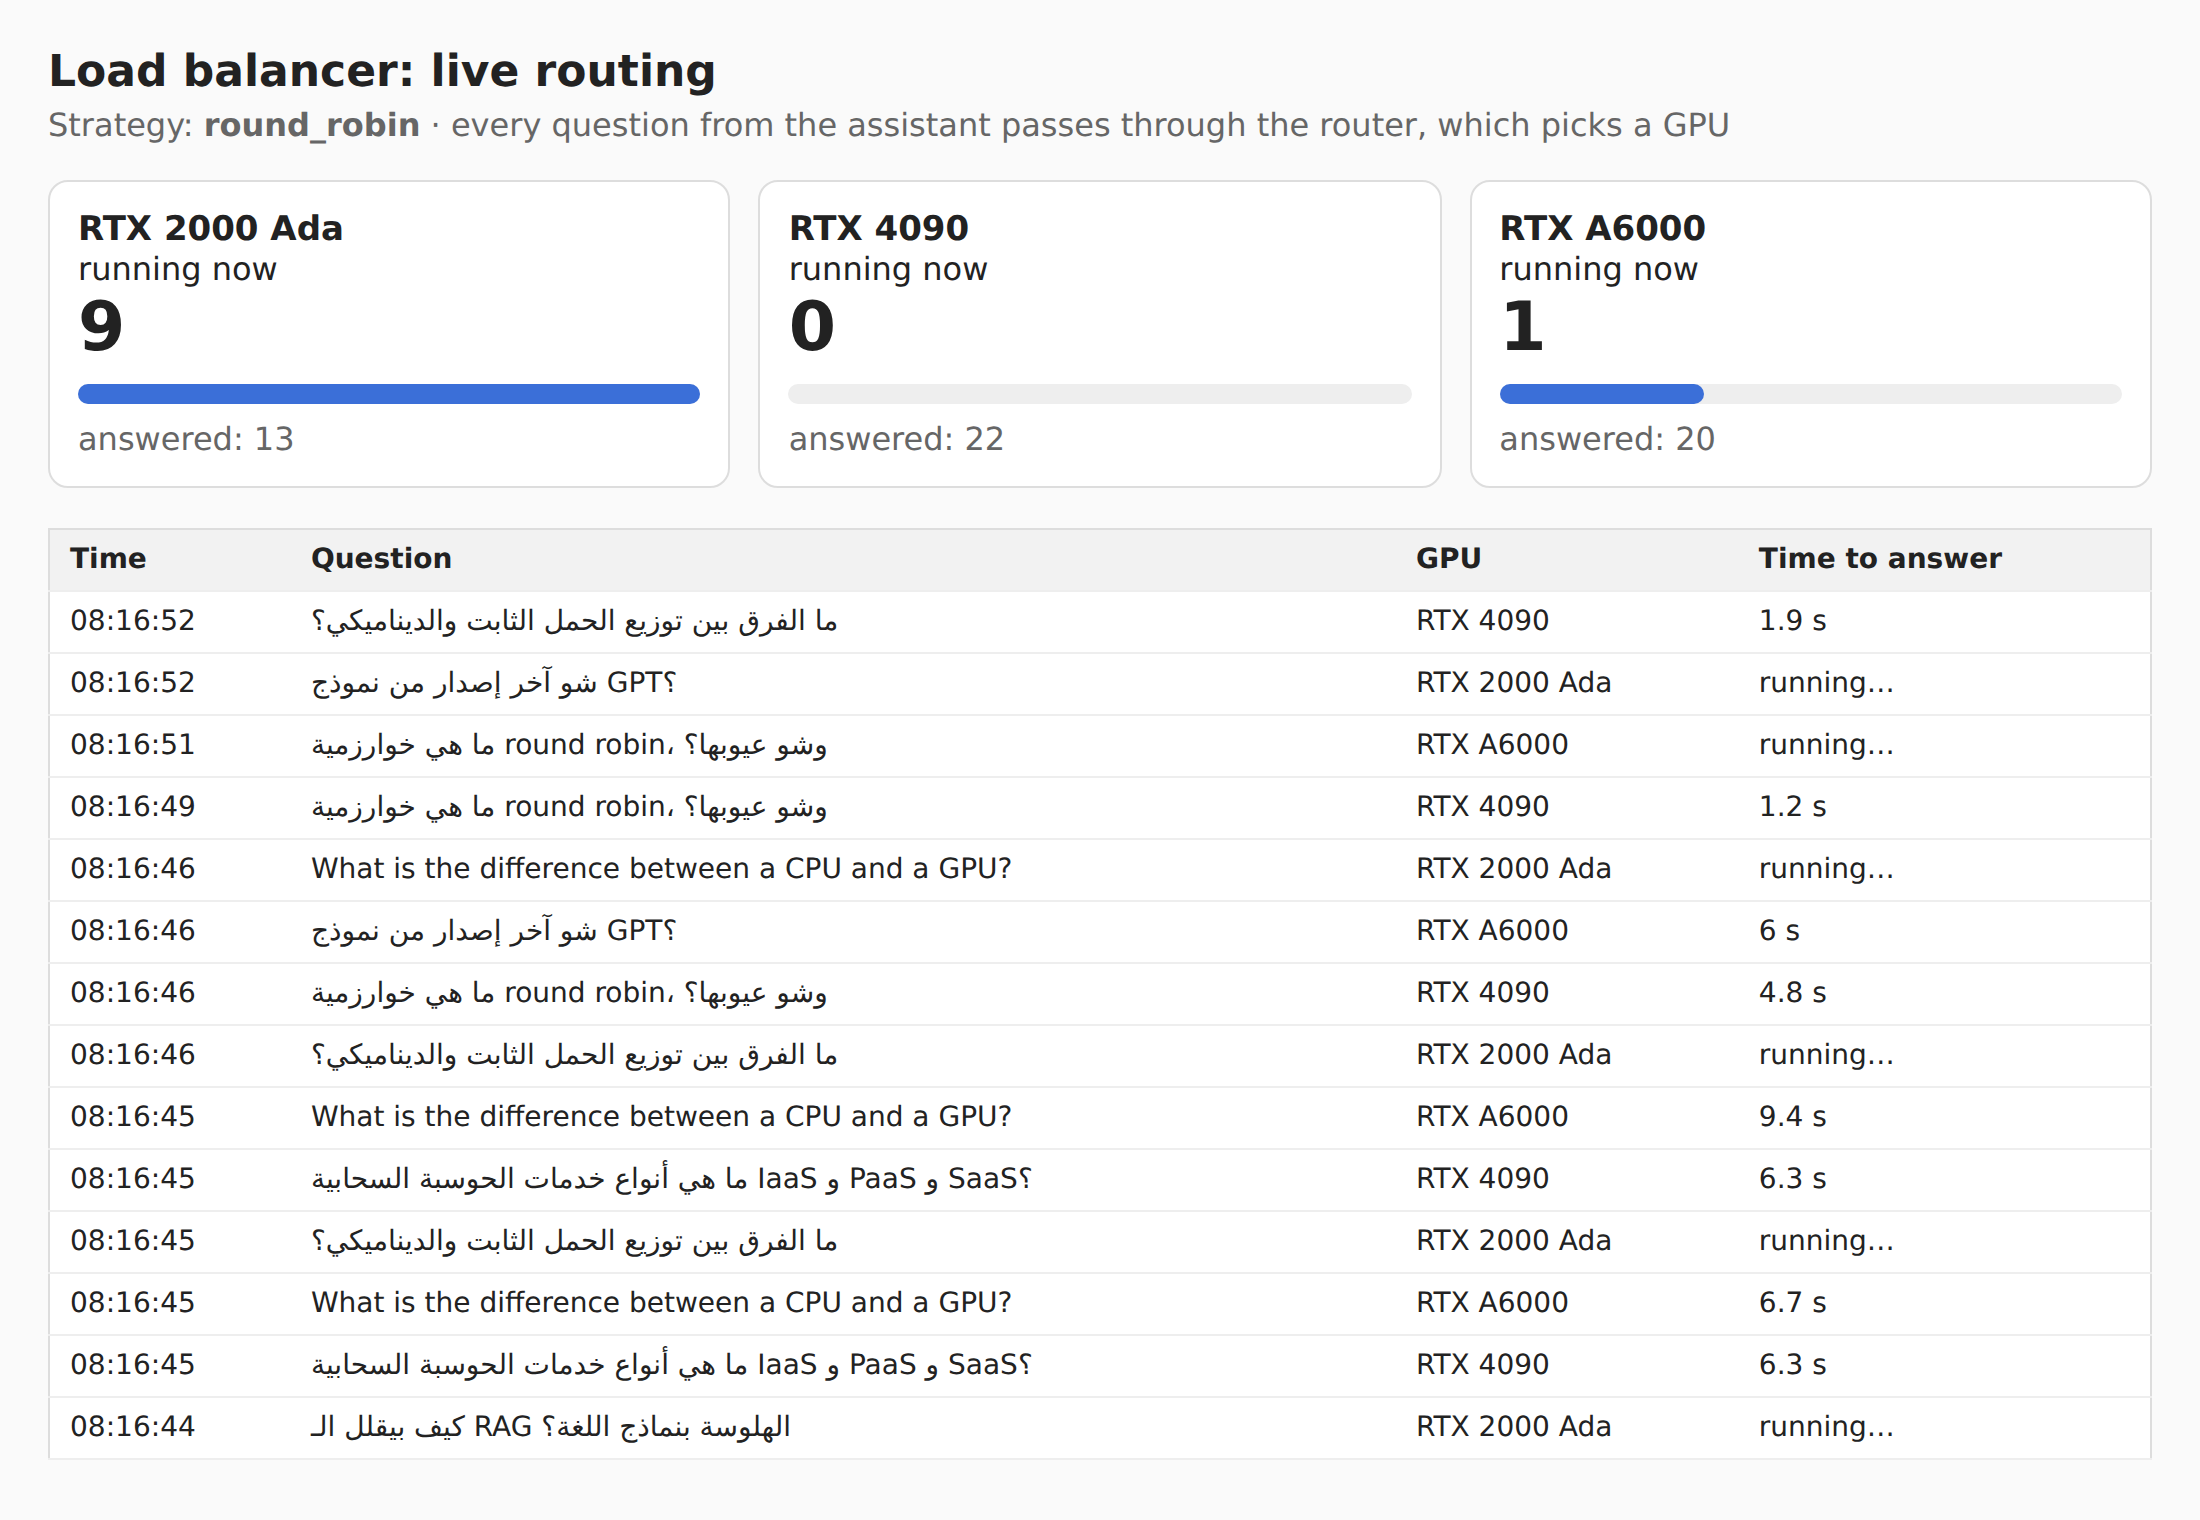 Load balancer: live routing
Strategy: round_robin · every question from the assistant passes through the router, which picks a GPU
RTX 2000 Ada
running now
9
answered: 13
RTX 4090
running now
0
answered: 22
RTX A6000
running now
1
answered: 20
Time Question GPU Time to answer
08:16:52 ما الفرق بين توزيع الحمل الثابت والديناميكي؟ RTX 4090 1.9 s
08:16:52 شو آخر إصدار من نموذج GPT؟ RTX 2000 Ada running…
08:16:51 ما هي خوارزمية round robin، وشو عيوبها؟ RTX A6000 running…
08:16:49 ما هي خوارزمية round robin، وشو عيوبها؟ RTX 4090 1.2 s
08:16:46 What is the difference between a CPU and a GPU? RTX 2000 Ada running…
08:16:46 شو آخر إصدار من نموذج GPT؟ RTX A6000 6 s
08:16:46 ما هي خوارزمية round robin، وشو عيوبها؟ RTX 4090 4.8 s
08:16:46 ما الفرق بين توزيع الحمل الثابت والديناميكي؟ RTX 2000 Ada running…
08:16:45 What is the difference between a CPU and a GPU? RTX A6000 9.4 s
08:16:45 ما هي أنواع خدمات الحوسبة السحابية IaaS و PaaS و SaaS؟ RTX 4090 6.3 s
08:16:45 ما الفرق بين توزيع الحمل الثابت والديناميكي؟ RTX 2000 Ada running…
08:16:45 What is the difference between a CPU and a GPU? RTX A6000 6.7 s
08:16:45 ما هي أنواع خدمات الحوسبة السحابية IaaS و PaaS و SaaS؟ RTX 4090 6.3 s
08:16:44 كيف بيقلل الـ RAG الهلوسة بنماذج اللغة؟ RTX 2000 Ada running…